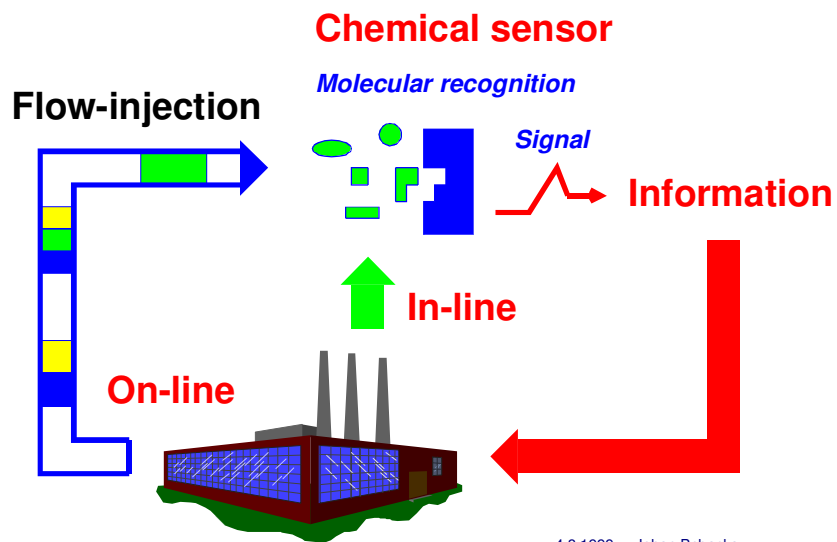 Chemical sensor
Molecular recognition
Flow-injection
Signal
Information
In-line
On-line